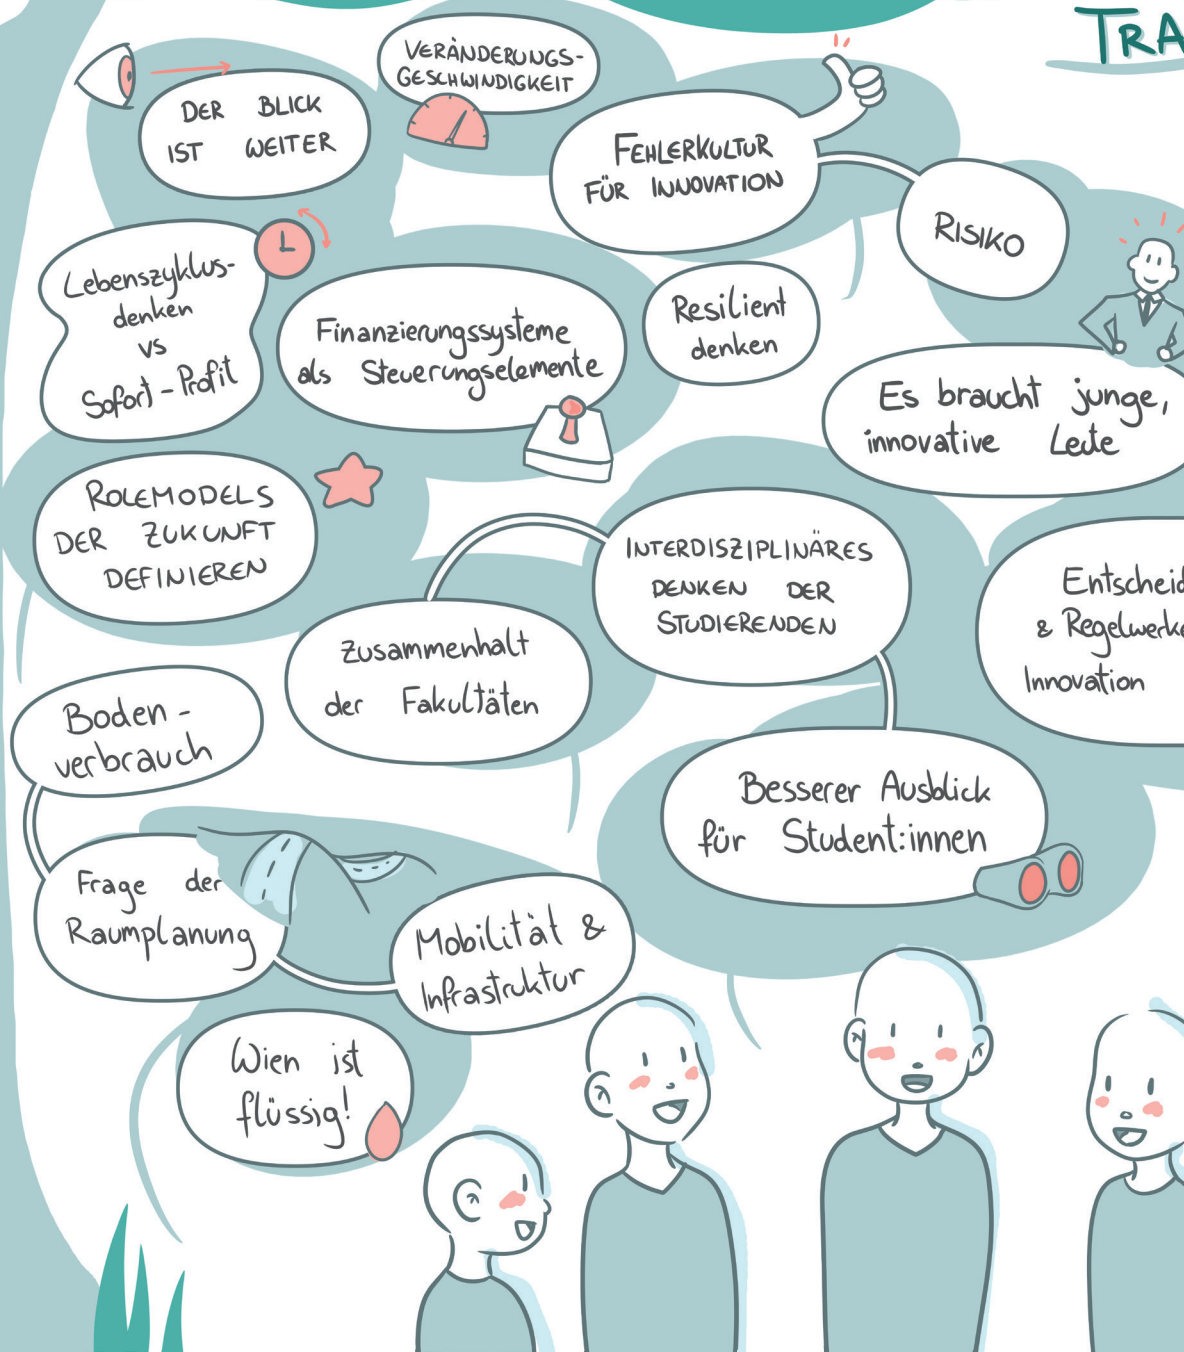 TRA
VERÄNDERUNGS-
GESCHWINDIGKEIT
DER BLICK
IST WEITER
FEHLERKULTUR
FÜR INNOVATION
RISIKO
Lebenszyklus-
denken
vs
Sofort-Profit
Finanzierungssysteme
als Steuerungselemente
Resilient
denken
Es braucht junge,
innovative Leute
ROLEMODELS
DER ZUKUNFT
DEFINIEREN
INTERDISZIPLINÄRES
DENKEN DER
STUDIERENDEN
Entscheid
& Regelwerke
Innovation
Zusammenhalt
der Fakultäten
Boden-
verbrauch
Besserer Ausblick
für Student:innen
Frage der
Raumplanung
Mobilität &
Infrastruktur
Wien ist
flüssig!